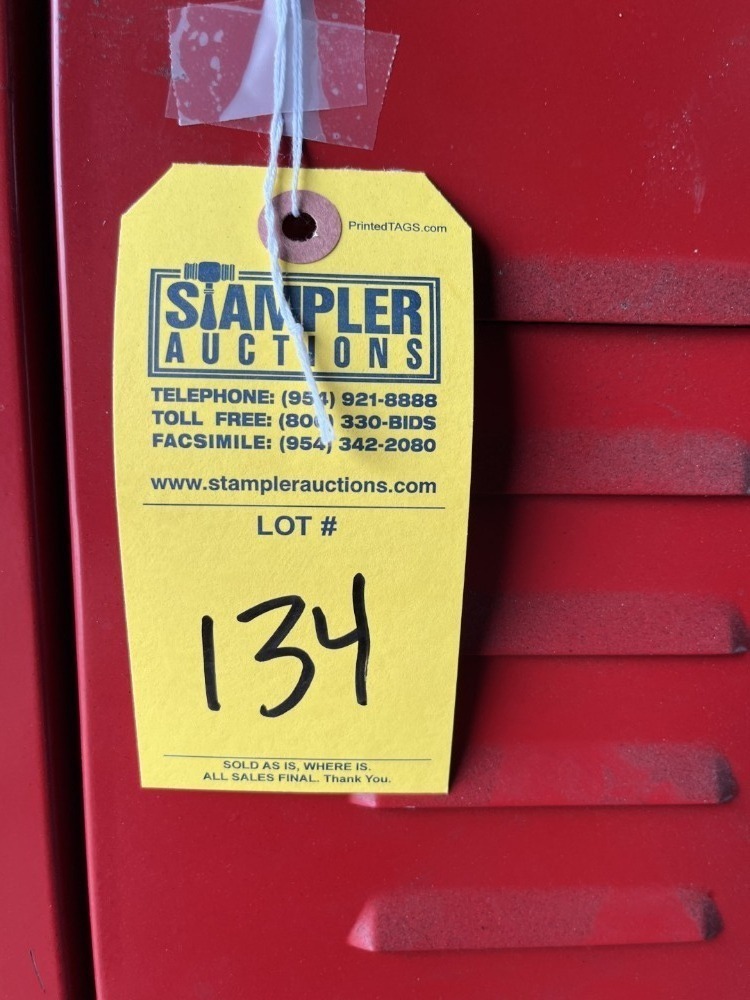 PrintedTAGS.com
STAMPLER
AUCTIONS
TELEPHONE: (954) 921-8888
TOLL FREE: (800) 330-BIDS
FACSIMILE: (954) 342-2080
www.stamplerauctions.com
LOT #
134
SOLD AS IS, WHERE IS.
ALL SALES FINAL. Thank You.